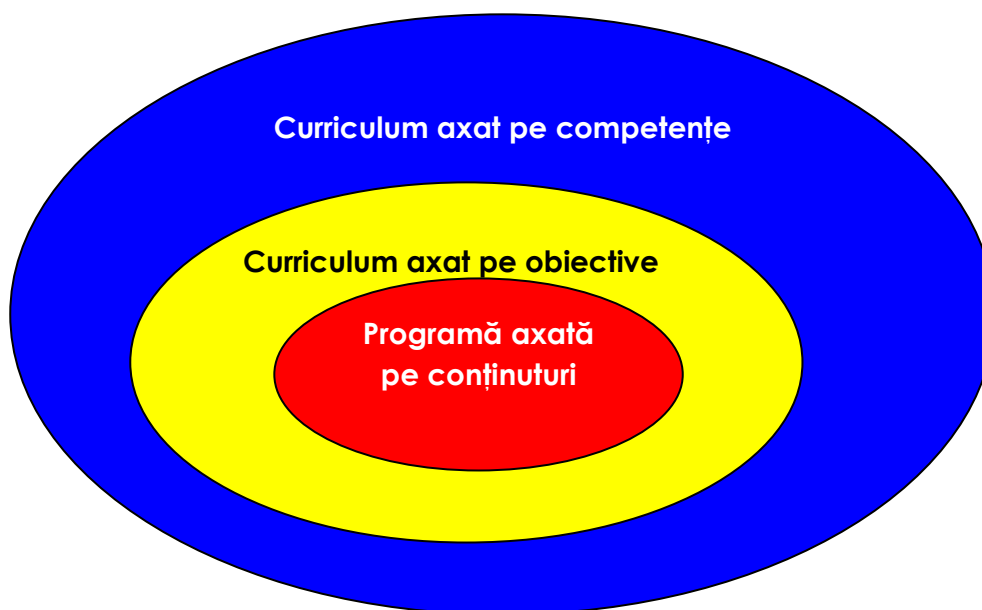 Curriculum axat pe competențe
Curriculum axat pe obiective
Programă axată
pe conținuturi